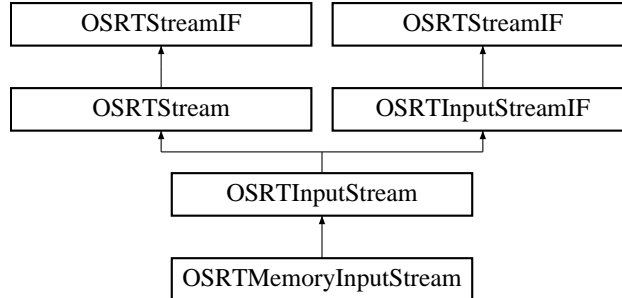 OSRTStreamIF
OSRTStreamIF
OSRTStream
OSRTInputStreamIF
OSRTInputStream
OSRTMemoryInputStream